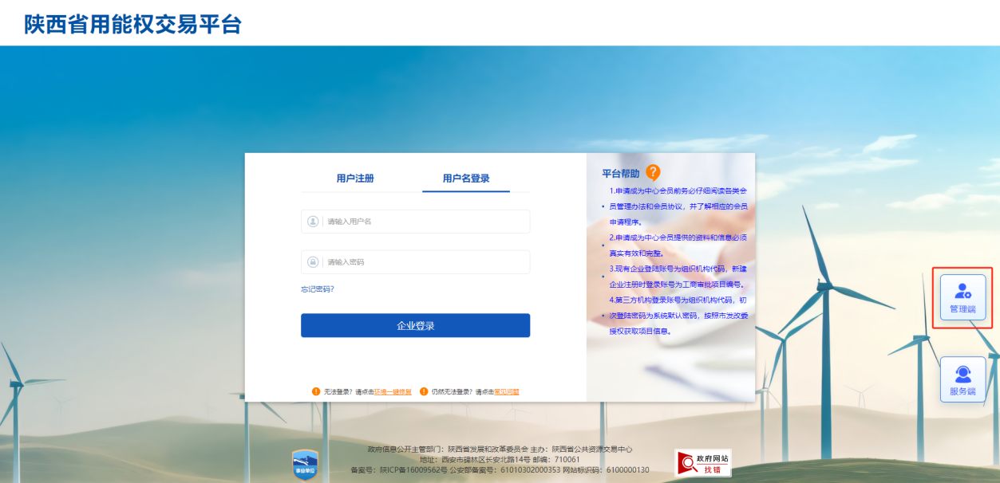 陕西省用能权交易平台
用户注册
用户名登录
请输入用户名
请输入密码
忘记密码?
企业登录
无法登录? 请点击环境一键修复
仍然无法登录? 请点击常见问题
平台帮助
1.申请成为中心会员前务必仔细阅读各类会
员管理办法和会员协议，并了解相应的会员
申请程序。
2.申请成为中心会员提供的资料和信息必须
真实有效和完整。
3.现有企业登陆账号为组织机构代码，新建
企业注册时登录账号为工商审批项目编号。
4.第三方机构登录账号为组织机构代码，初
次登陆密码为系统默认密码，按照市发改委
授权获取项目信息。
管理端
服务端
事业单位
政府信息公开主管部门：陕西省发展和改革委员会 主办：陕西省公共资源交易中心
地址：西安市碑林区长安北路14号 邮编：710061
备案号：陕ICP备16009562号 公安部备案号：61010302000353 网站标识码：6100000130
政府网站
找错